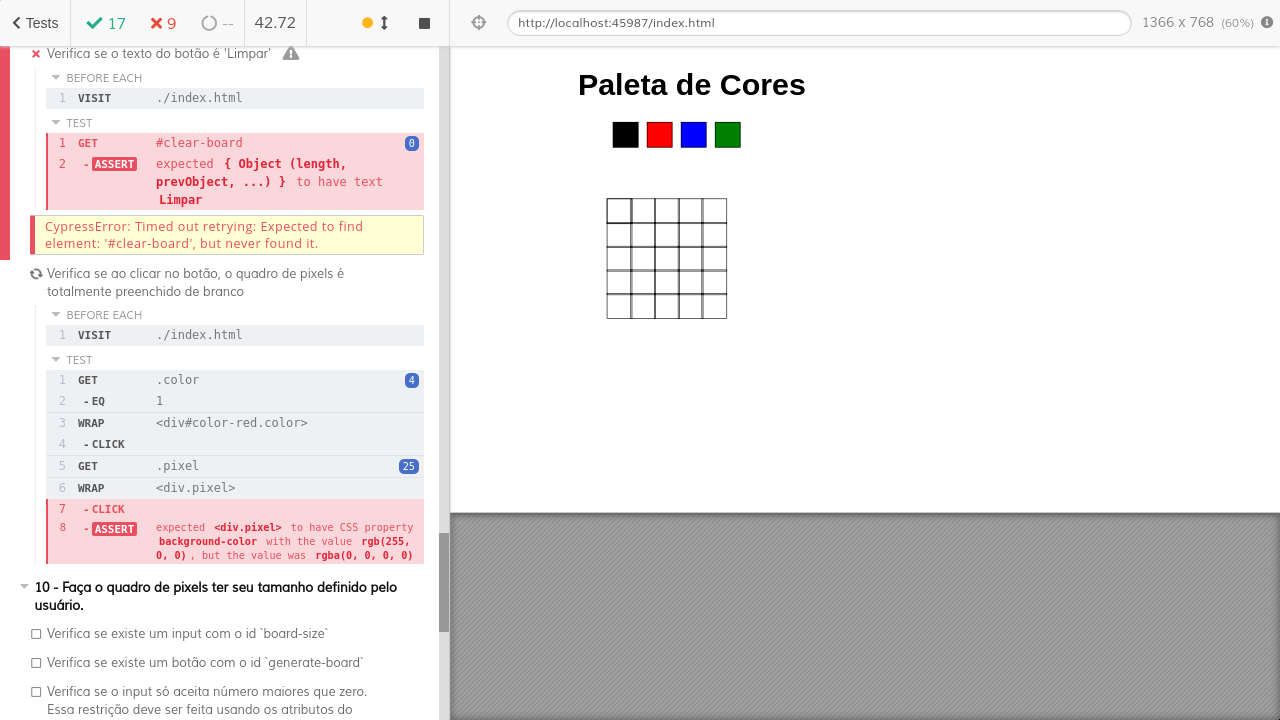 Tests 17 9 -- 42.72
http://localhost:45987/index.html 1366 x 768 (60%)
Verifica se o texto do botão é 'Limpar'
BEFORE EACH
1 VISIT ./index.html
TEST
1 GET #clear-board 0
2 - ASSERT expected { Object (length,
prevObject, ...) } to have text
Limpar
CypressError: Timed out retrying: Expected to find
element: '#clear-board', but never found it.
Verifica se ao clicar no botão, o quadro de pixels é
totalmente preenchido de branco
BEFORE EACH
1 VISIT ./index.html
TEST
1 GET .color 4
2 - EQ 1
3 WRAP <div#color-red.color>
4 - CLICK
5 GET .pixel 25
6 WRAP <div.pixel>
7 - CLICK
8 - ASSERT expected <div.pixel> to have CSS property
background-color with the value rgb(255,
0, 0), but the value was rgba(0, 0, 0, 0)
10 - Faça o quadro de pixels ter seu tamanho definido pelo
usuário.
Verifica se existe um input com o id `board-size`
Verifica se existe um botão com o id `generate-board`
Verifica se o input só aceita número maiores que zero.
Essa restrição deve ser feita usando os atributos do
Paleta de Cores